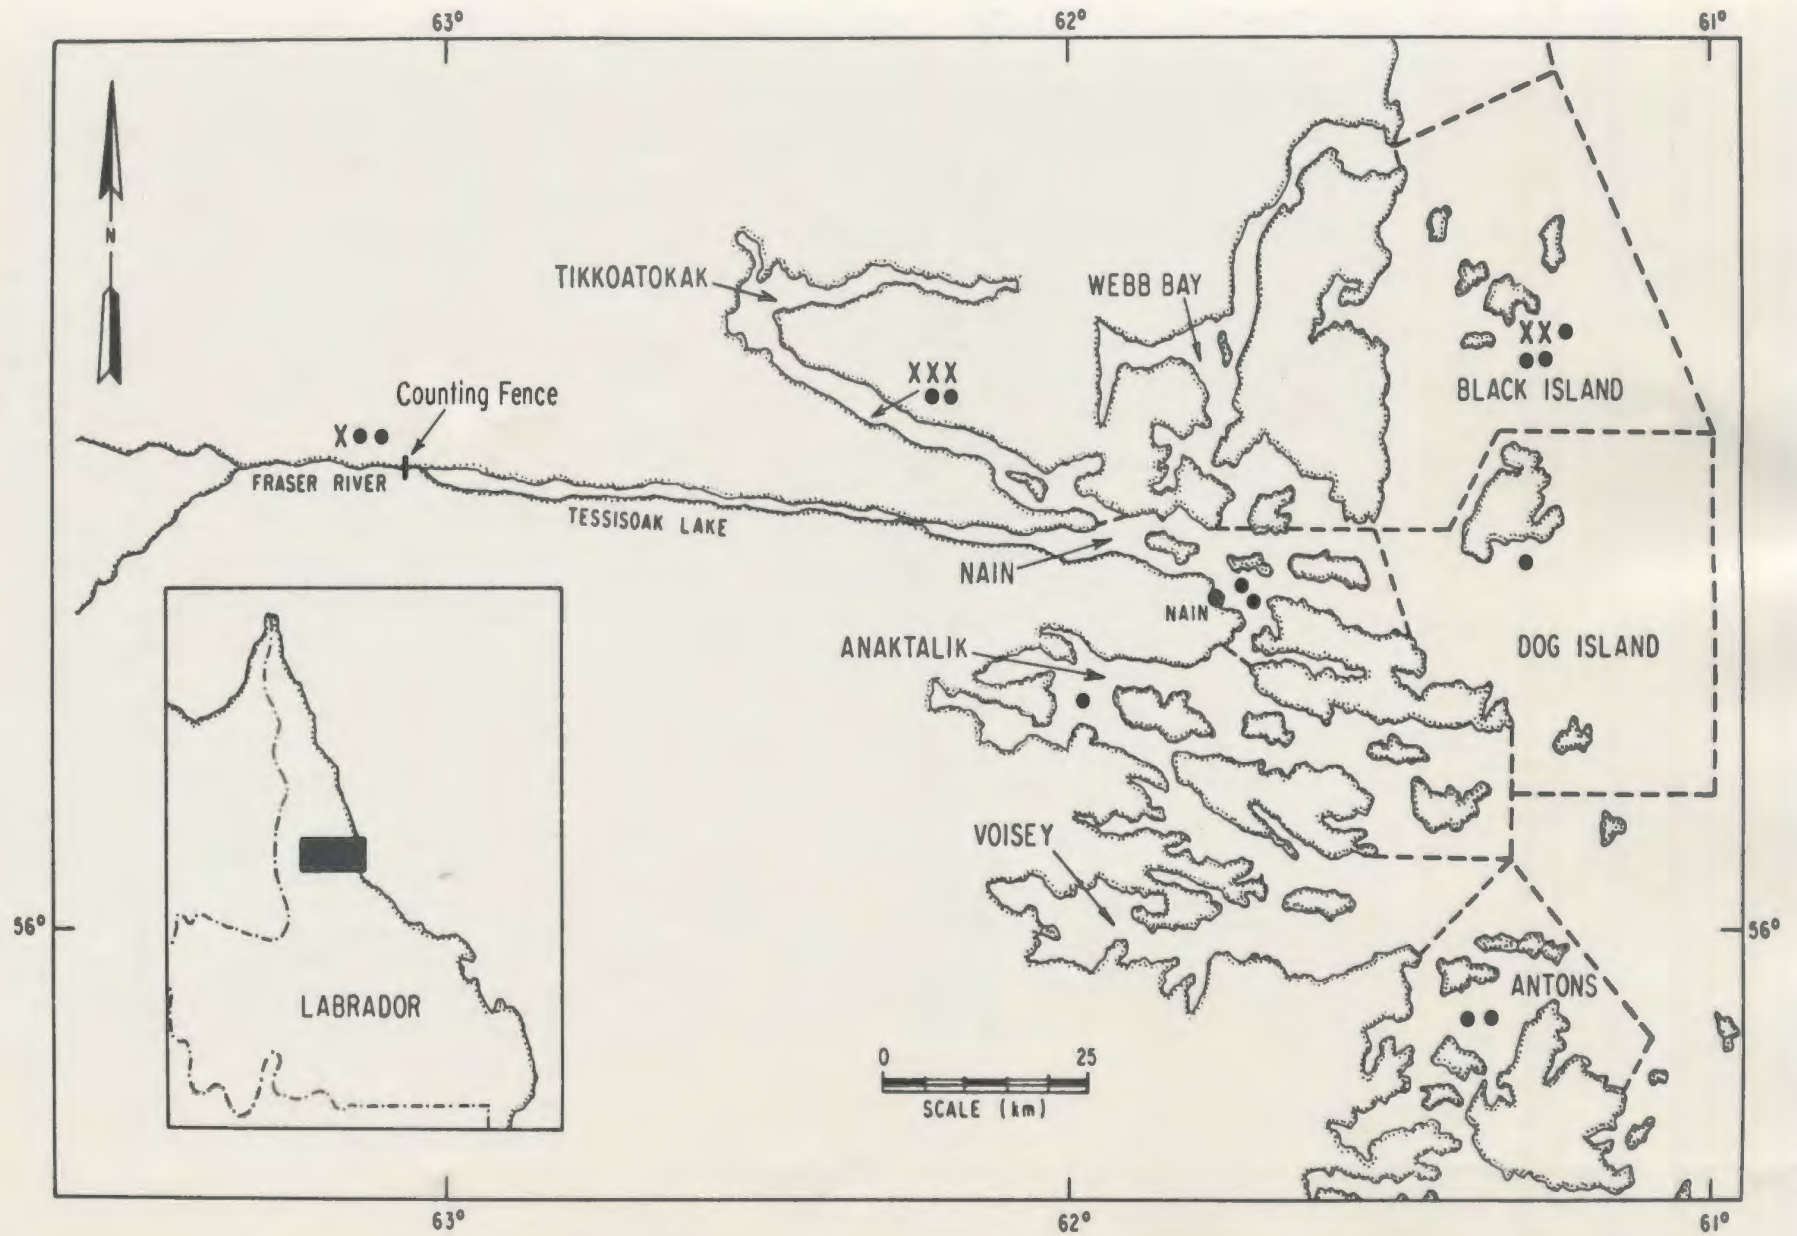 63° 62° 61°
N
TIKKOATOKAK
WEBB BAY
XXX
XX
BLACK ISLAND
Counting Fence
X
FRASER RIVER
TESSISOAK LAKE
NAIN
NAIN
DOG ISLAND
ANAKTALIK
VOISEY
56° 56°
ANTONS
LABRADOR
0 25
SCALE (km)
63° 62° 61°